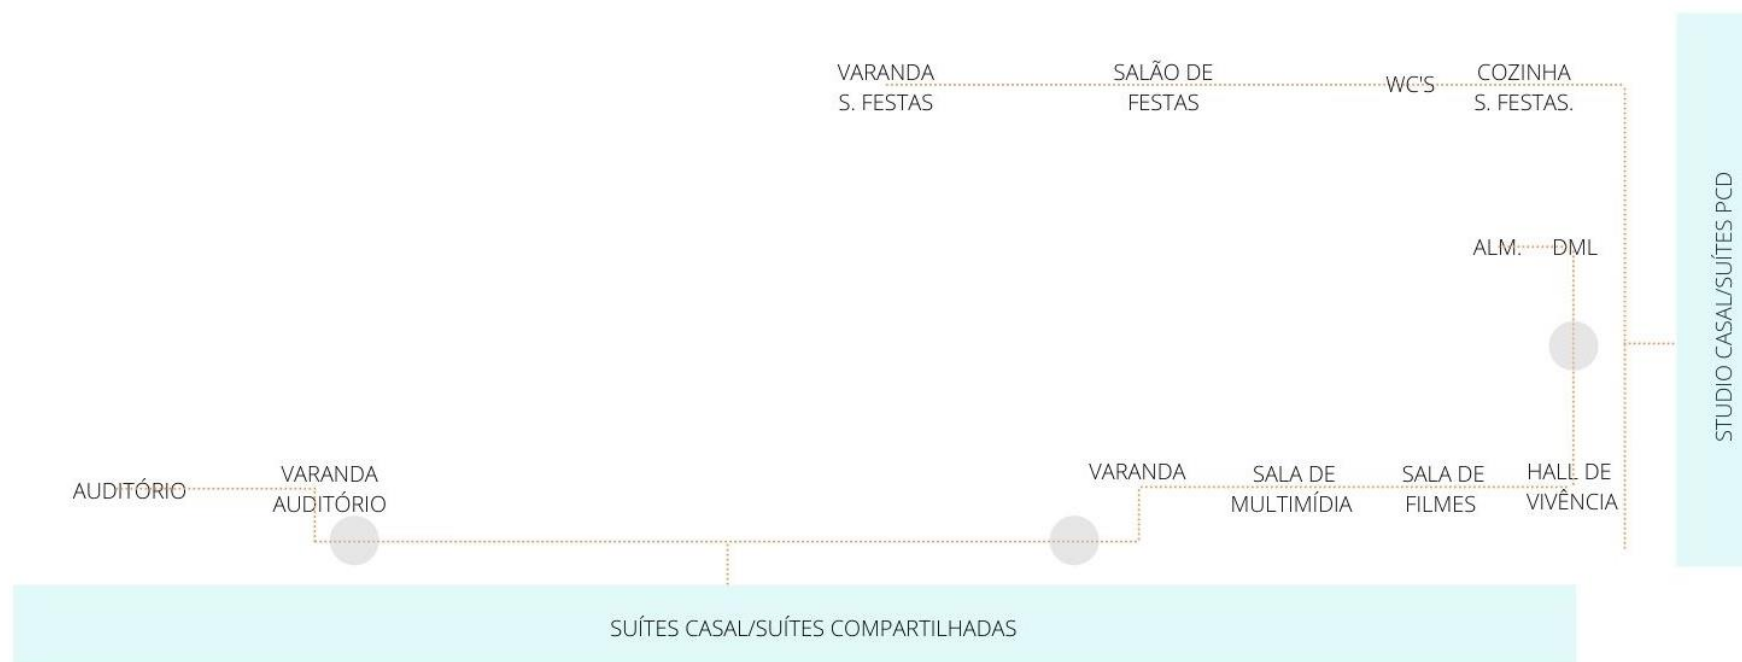 VARANDA
S. FESTAS
SALÃO DE
FESTAS
WC'S
COZINHA
S. FESTAS.
ALM.
DML
STUDIO CASAL/SUÍTES PCD
AUDITÓRIO
VARANDA
AUDITÓRIO
VARANDA
SALA DE
MULTIMÍDIA
SALA DE
FILMES
HALL DE
VIVÊNCIA
SUÍTES CASAL/SUÍTES COMPARTILHADAS